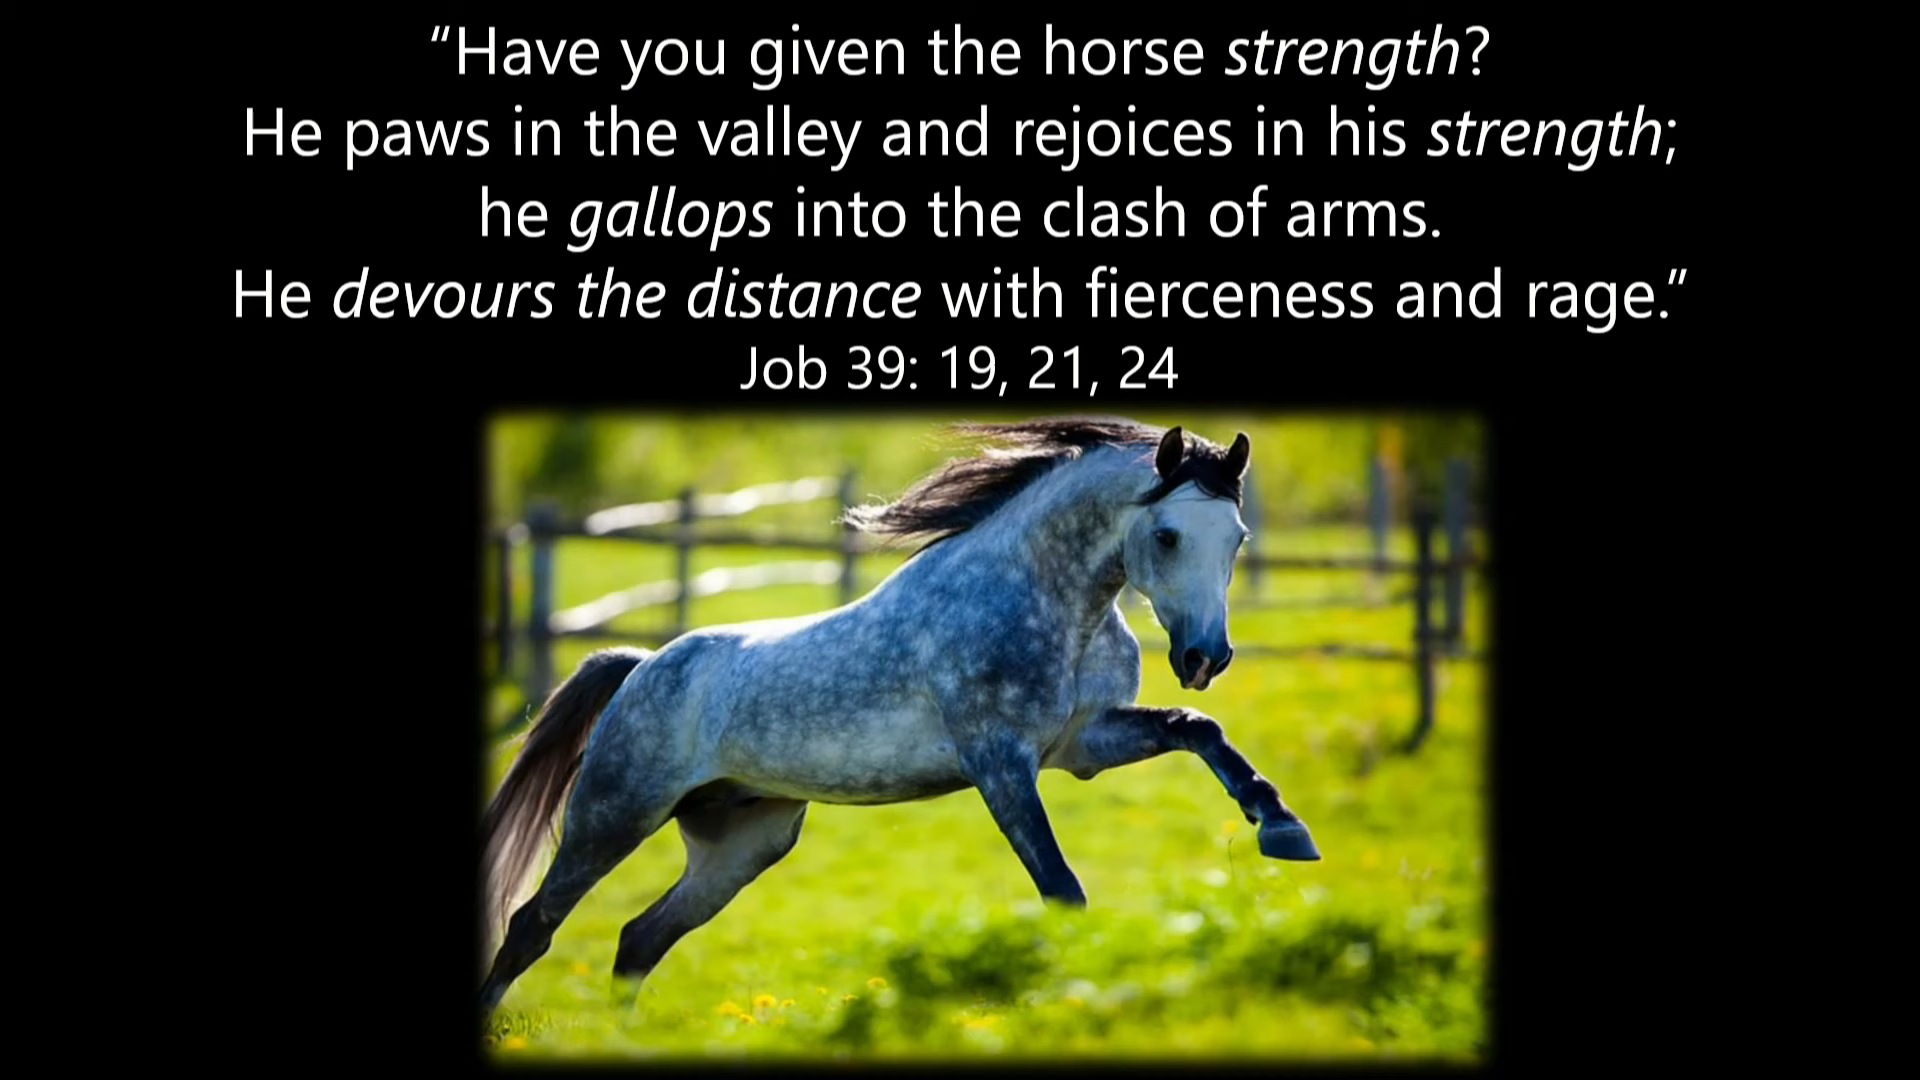 “Have you given the horse strength?
He paws in the valley and rejoices in his strength;
he gallops into the clash of arms.
He devours the distance with fierceness and rage.”
Job 39: 19, 21, 24